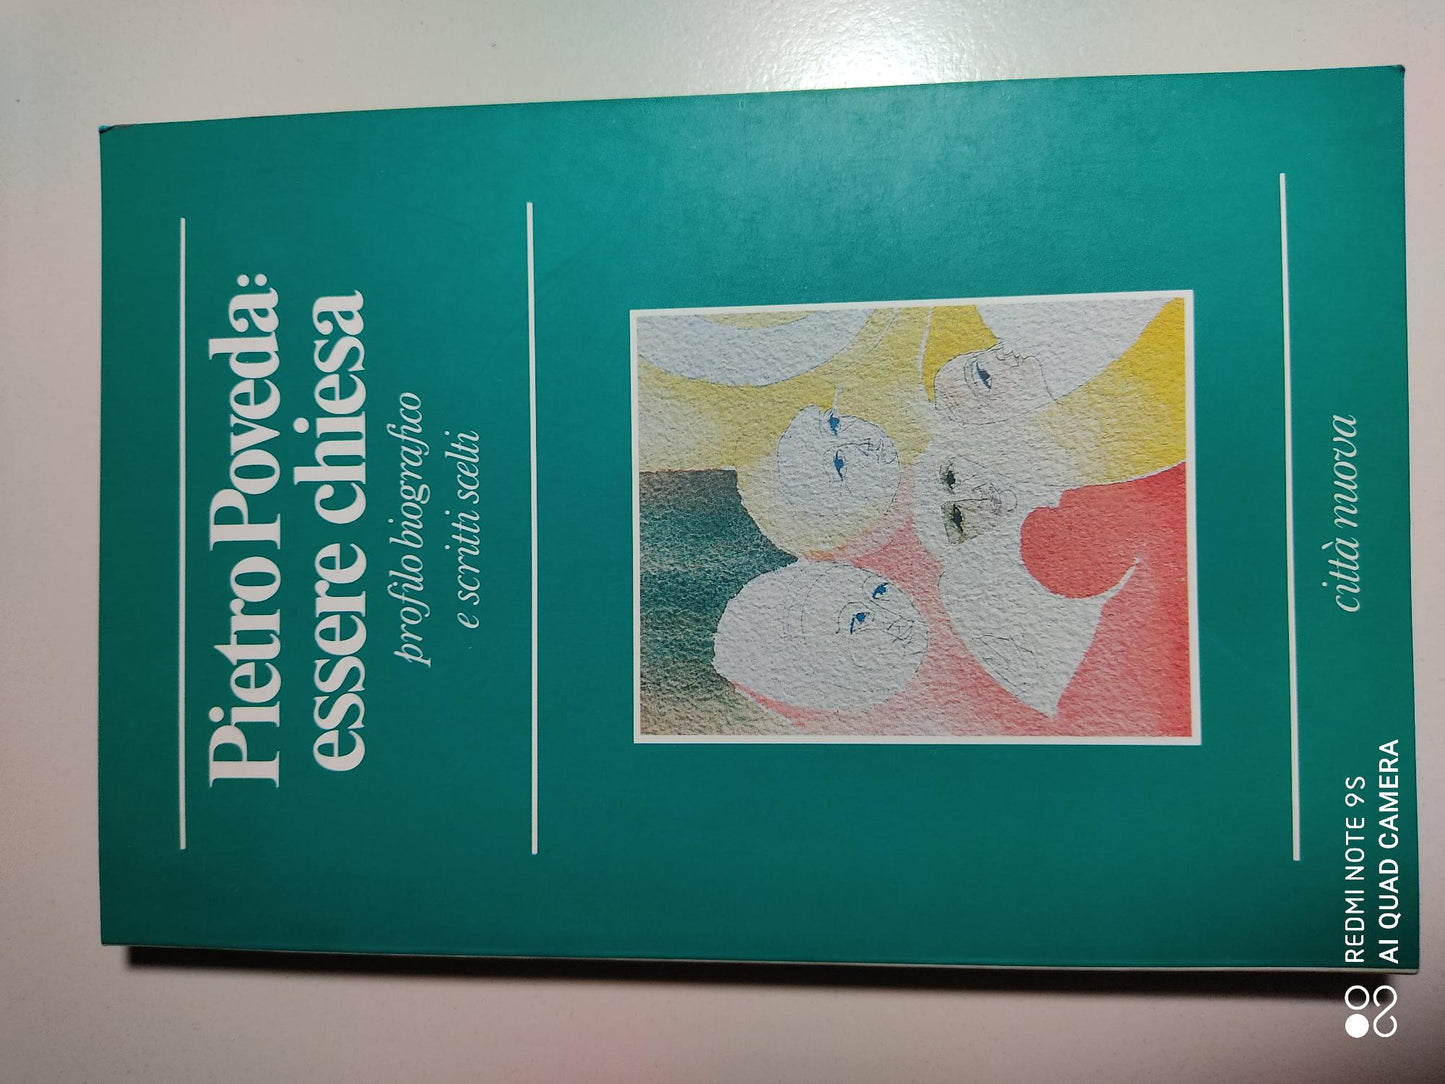 Pietro Poveda:
essere chiesa
profilo biografico
e scritti scelti
città nuova
REDMI NOTE 9S
AI QUAD CAMERA